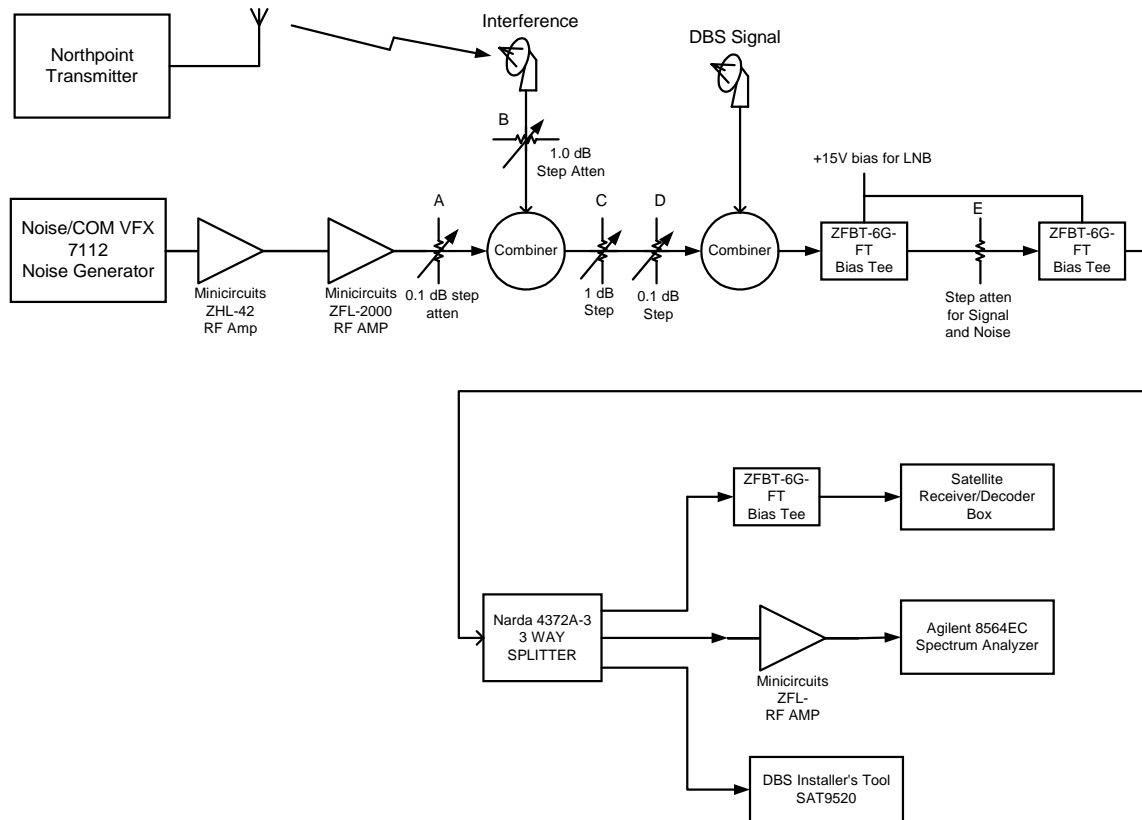 Northpoint
Transmitter
Interference
DBS Signal
B
1.0 dB
Step Atten
+15V bias for LNB
Noise/COM VFX
7112
Noise Generator
Minicircuits
ZHL-42
RF Amp
Minicircuits
ZFL-2000
RF AMP
A
0.1 dB step
atten
Combiner
C
1 dB
Step
D
0.1 dB
Step
Combiner
ZFBT-6G-
FT
Bias Tee
E
Step atten
for Signal
and Noise
ZFBT-6G-
FT
Bias Tee
ZFBT-6G-
FT
Bias Tee
Satellite
Receiver/Decoder
Box
Narda 4372A-3
3 WAY
SPLITTER
Minicircuits
ZFL-
RF AMP
Agilent 8564EC
Spectrum Analyzer
DBS Installer's Tool
SAT9520